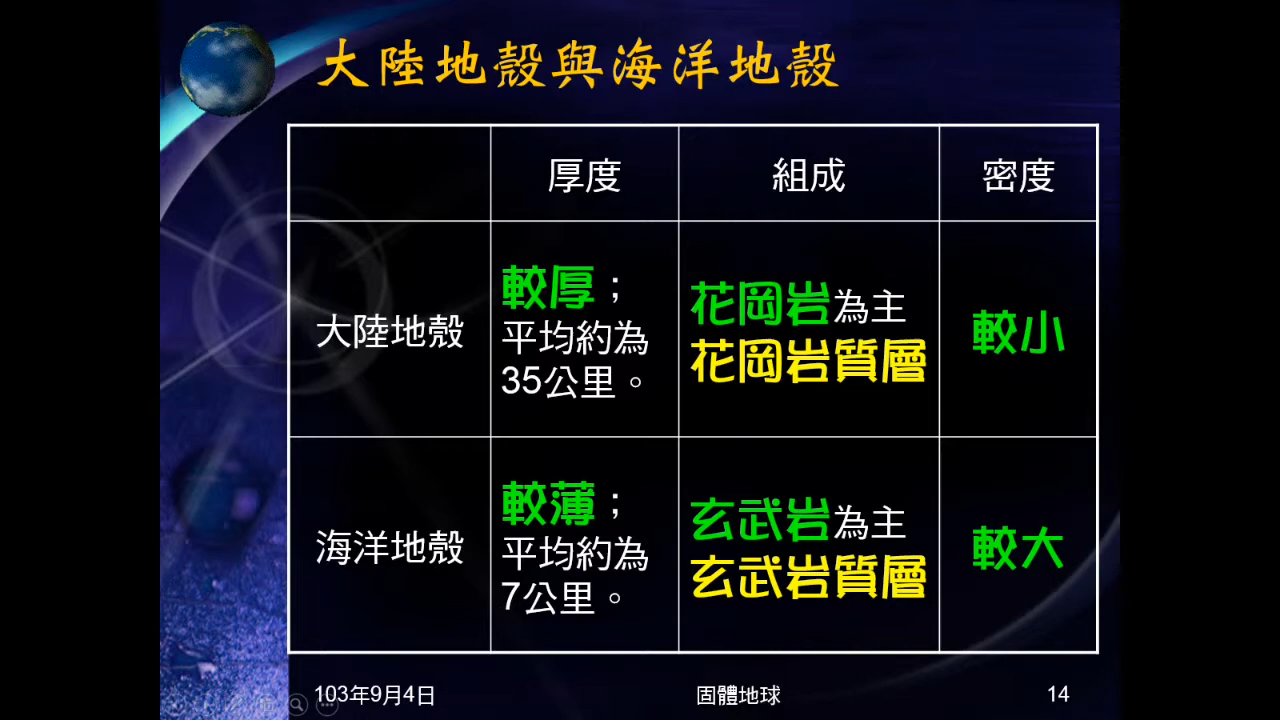 大陸地殼與海洋地殼
厚度
組成
密度
大陸地殼
較厚；
平均約為
35公里。
花岡岩為主
花岡岩質層
較小
海洋地殼
較薄；
平均約為
7公里。
玄武岩為主
玄武岩質層
較大
103年9月4日
固體地球
14